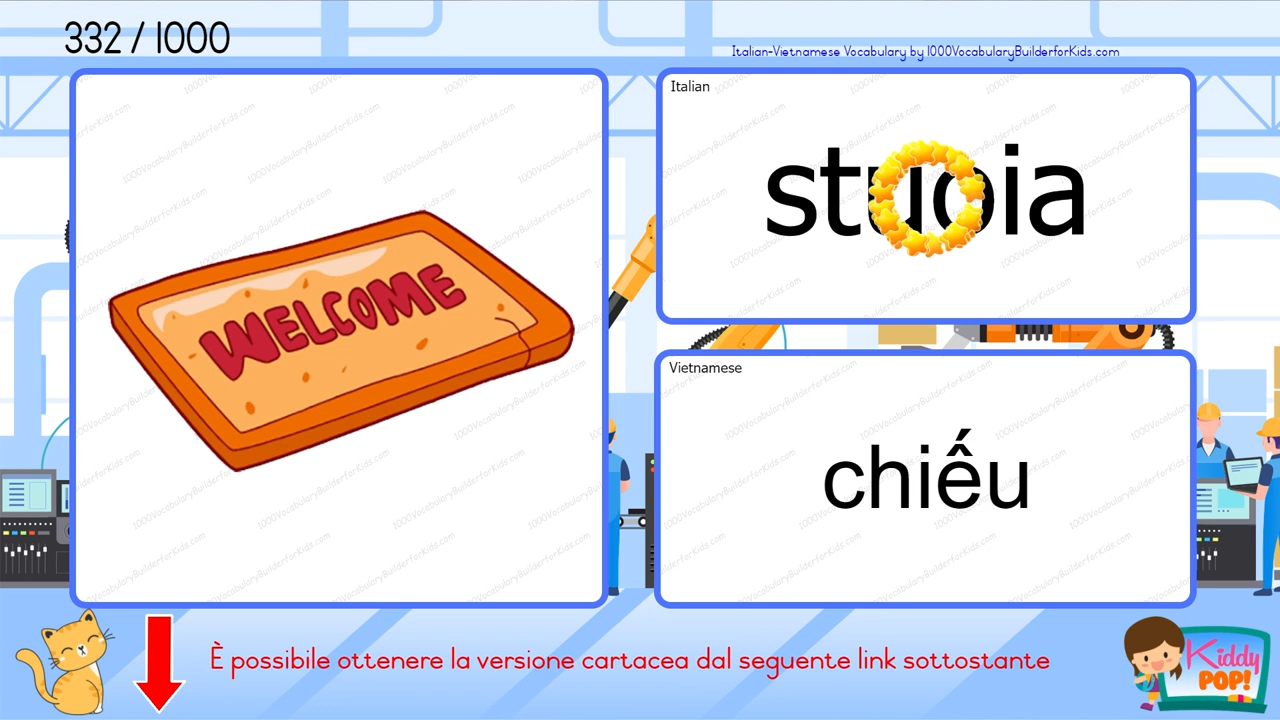 332 / 1000
Italian-Vietnamese Vocabulary by 1000VocabularyBuilderforKids.com
WELCOME
Italian
stuoia
Vietnamese
chiếu
È possibile ottenere la versione cartacea dal seguente link sottostante
Kiddy
POP!